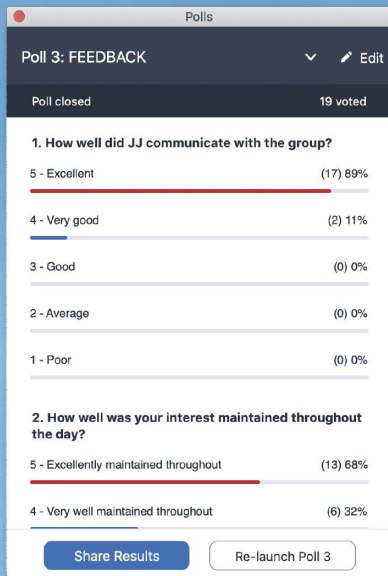 Polls
Poll 3: FEEDBACK
Edit
Poll closed 19 voted
1. How well did JJ communicate with the group?
5 - Excellent (17) 89%
4 - Very good (2) 11%
3 - Good (0) 0%
2 - Average (0) 0%
1 - Poor (0) 0%
2. How well was your interest maintained throughout
the day?
5 - Excellently maintained throughout (13) 68%
4 - Very well maintained throughout (6) 32%
Share Results Re-launch Poll 3